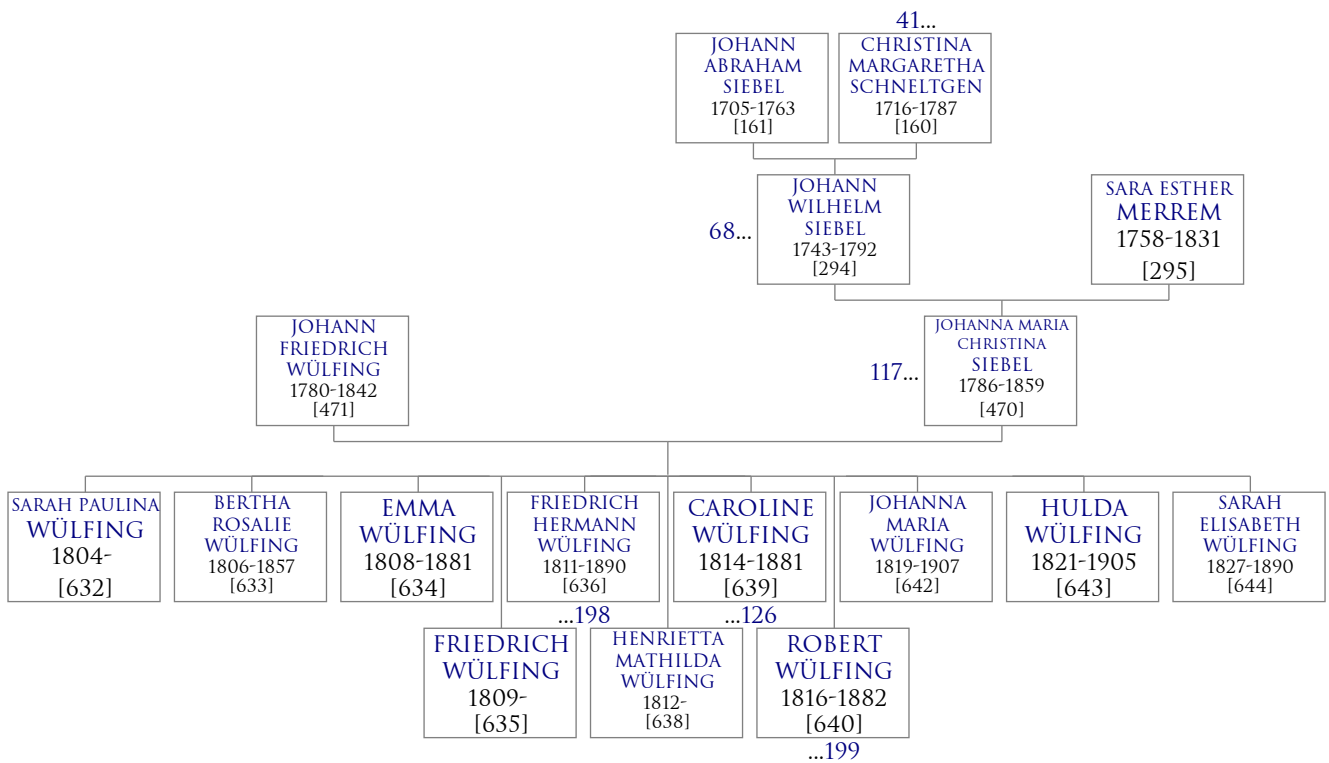 41...
JOHANN
ABRAHAM
SIEBEL
1705-1763
[161]
CHRISTINA
MARGARETHA
SCHNELTGEN
1716-1787
[160]
68...
JOHANN
WILHELM
SIEBEL
1743-1792
[294]
SARA ESTHER
MERREM
1758-1831
[295]
JOHANN
FRIEDRICH
WÜLFING
1780-1842
[471]
117...
JOHANNA MARIA
CHRISTINA
SIEBEL
1786-1859
[470]
SARAH PAULINA
WÜLFING
1804-
[632]
BERTHA
ROSALIE
WÜLFING
1806-1857
[633]
EMMA
WÜLFING
1808-1881
[634]
FRIEDRICH
HERMANN
WÜLFING
1811-1890
[636]
...198
CAROLINE
WÜLFING
1814-1881
[639]
...126
JOHANNA
MARIA
WÜLFING
1819-1907
[642]
HULDA
WÜLFING
1821-1905
[643]
SARAH
ELISABETH
WÜLFING
1827-1890
[644]
FRIEDRICH
WÜLFING
1809-
[635]
HENRIETTA
MATHILDA
WÜLFING
1812-
[638]
ROBERT
WÜLFING
1816-1882
[640]
...199